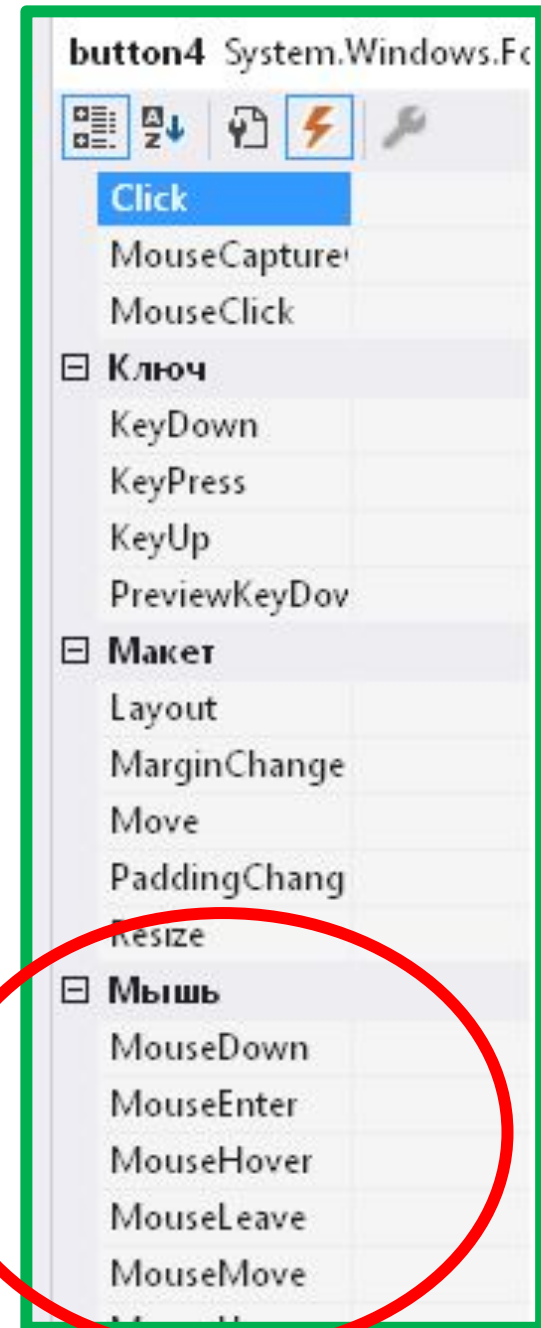 button4 System.Windows.Fo
Click
MouseCapture
MouseClick
Ключ
KeyDown
KeyPress
KeyUp
PreviewKeyDov
Макет
Layout
MarginChange
Move
PaddingChang
Resize
Мышь
MouseDown
MouseEnter
MouseHover
MouseLeave
MouseMove